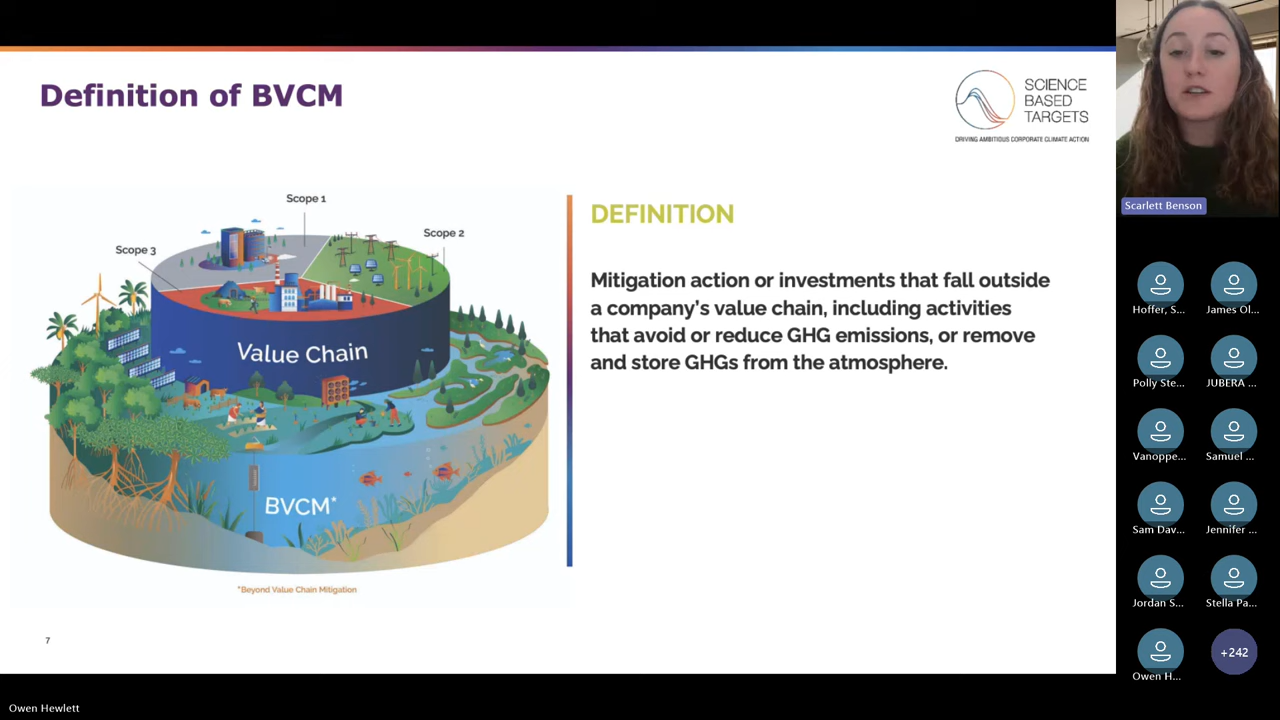 Definition of BVCM
SCIENCE
BASED
TARGETS
DRIVING AMBITIOUS CORPORATE CLIMATE ACTION
Scope 1
Scope 2
Scope 3
Value Chain
BVCM*
*Beyond Value Chain Mitigation
DEFINITION
Mitigation action or investments that fall outside
a company's value chain, including activities
that avoid or reduce GHG emissions, or remove
and store GHGs from the atmosphere.
7
Scarlett Benson
Hoffer, S...
James Ol...
Polly Ste...
JUBERA ...
Vanoppe...
Samuel ...
Sam Dav...
Jennifer ...
Jordan S...
Stella Pa...
Owen H...
+242
Owen Hewlett